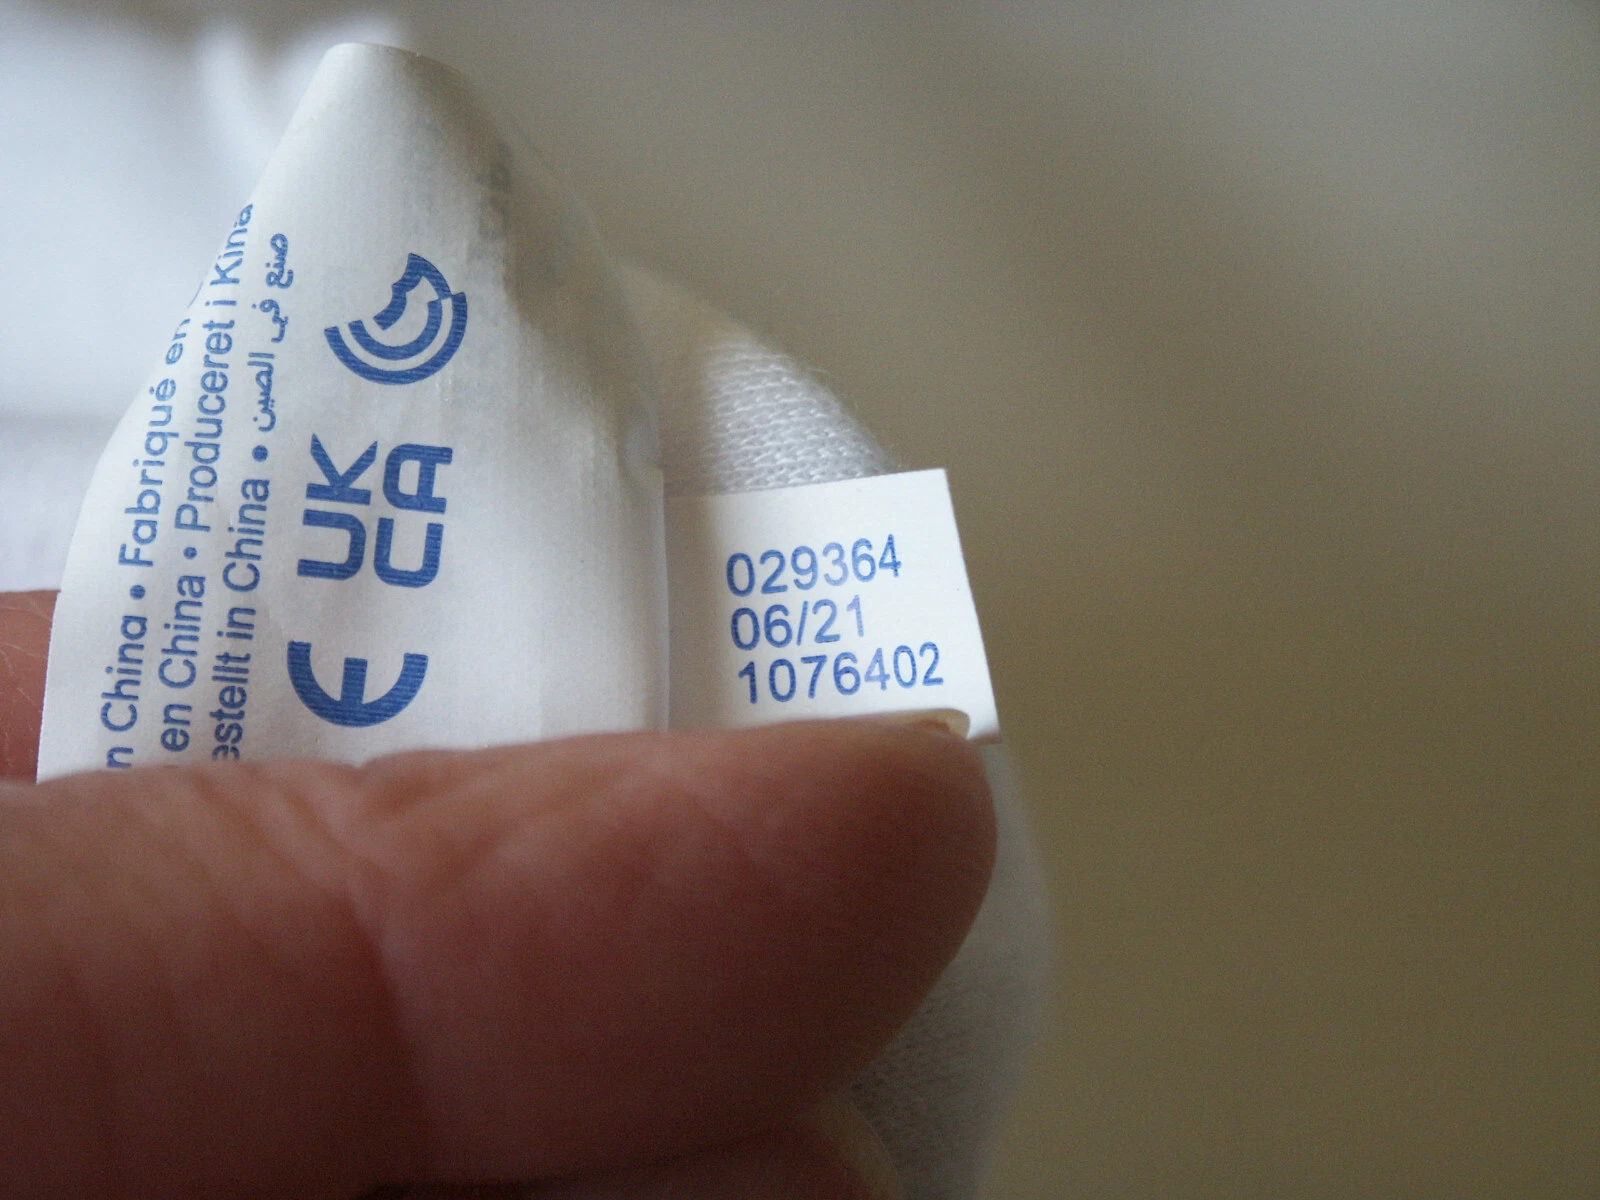 n China • Fabriqué en
en China • Produceret i Kina
estellt in China • صنع في الصين
UK
CA
CE
029364
06/21
1076402